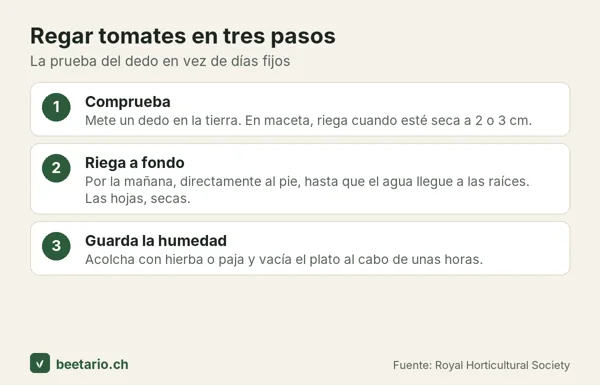 Regar tomates en tres pasos
La prueba del dedo en vez de días fijos
1
Comprueba
Mete un dedo en la tierra. En maceta, riega cuando esté seca a 2 o 3 cm.
2
Riega a fondo
Por la mañana, directamente al pie, hasta que el agua llegue a las raíces.
Las hojas, secas.
3
Guarda la humedad
Acolcha con hierba o paja y vacía el plato al cabo de unas horas.
beetario.ch
Fuente: Royal Horticultural Society